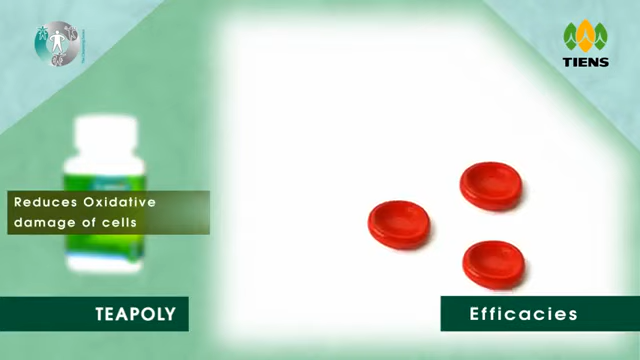 TIENS
Reduces Oxidative
damage of cells
TEAPOLY
Efficacies